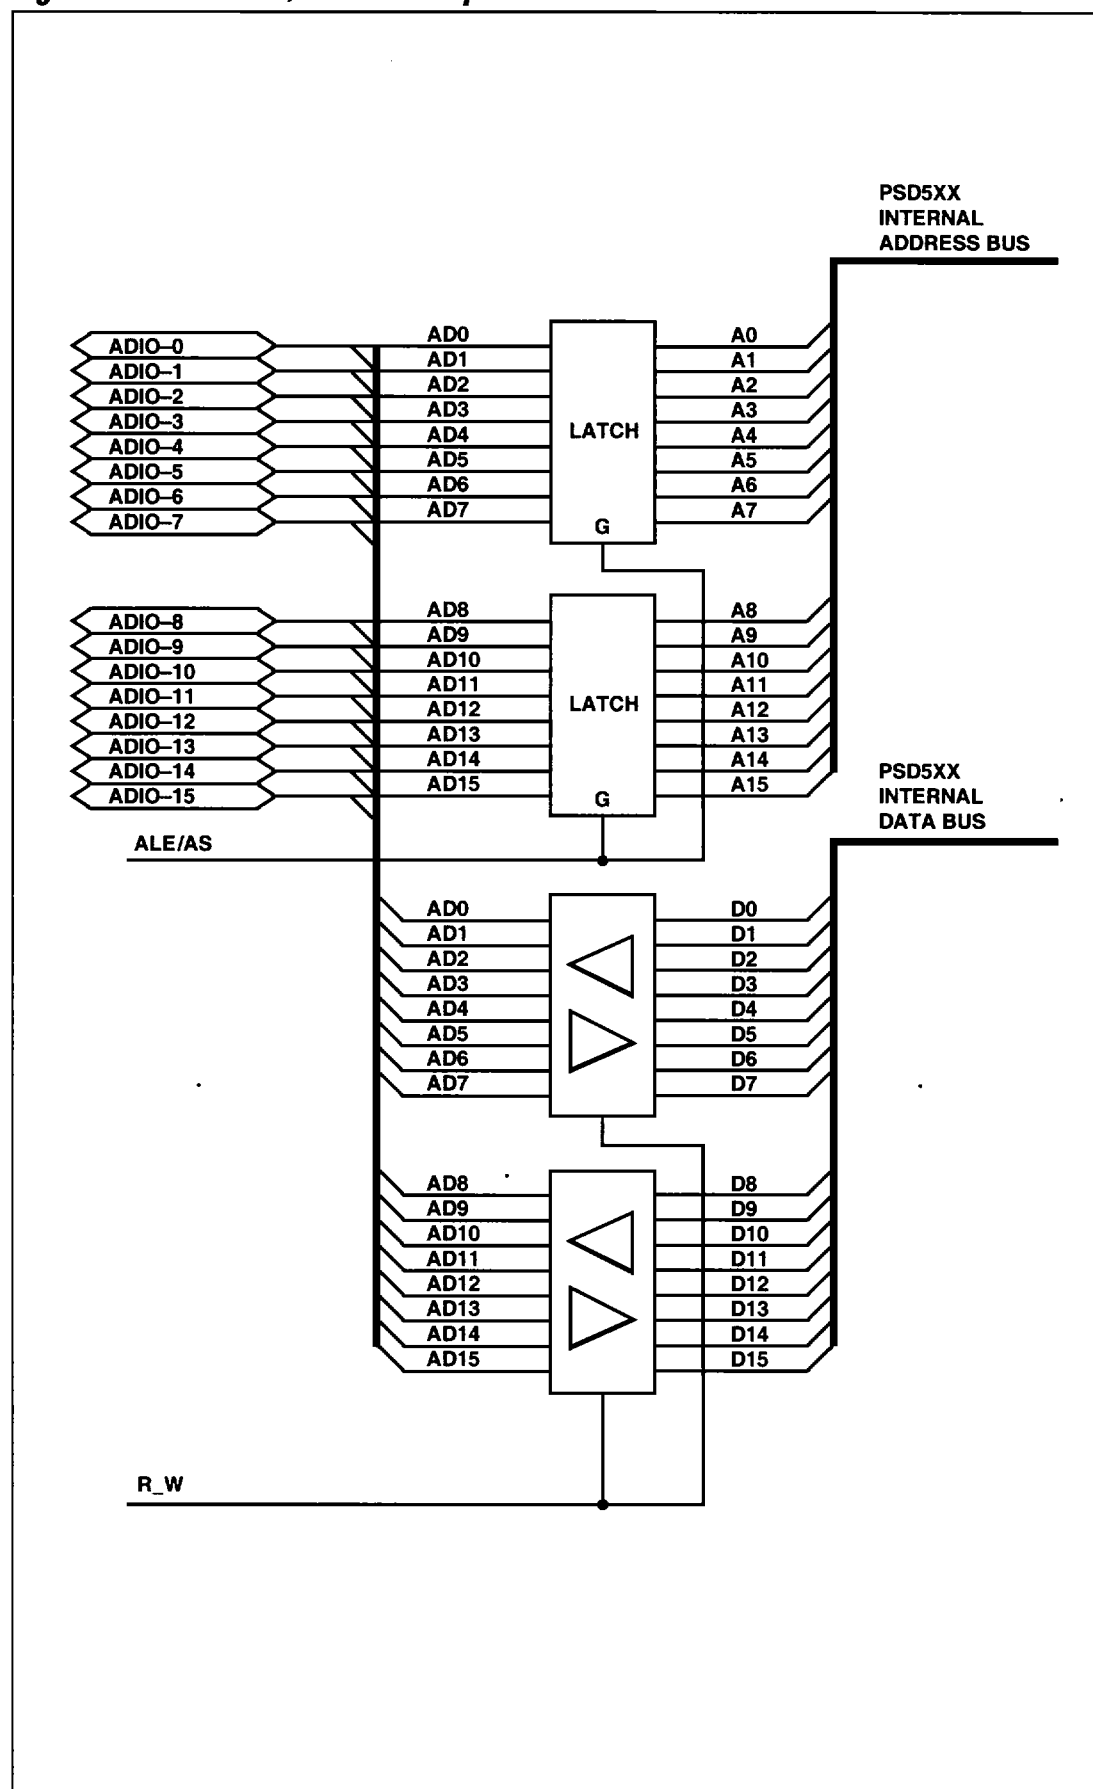 PSD5XX
INTERNAL
ADDRESS BUS
ADIO–0 AD0 A0
ADIO–1 AD1 A1
ADIO–2 AD2 A2
ADIO–3 AD3 A3
ADIO–4 AD4 A4
ADIO–5 AD5 A5
ADIO–6 AD6 A6
ADIO–7 AD7 A7
LATCH
G
ADIO–8 AD8 A8
ADIO–9 AD9 A9
ADIO–10 AD10 A10
ADIO–11 AD11 A11
ADIO–12 AD12 A12
ADIO–13 AD13 A13
ADIO–14 AD14 A14
ADIO–15 AD15 A15
LATCH
G
PSD5XX
INTERNAL
DATA BUS
ALE/AS
AD0 D0
AD1 D1
AD2 D2
AD3 D3
AD4 D4
AD5 D5
AD6 D6
AD7 D7
AD8 D8
AD9 D9
AD10 D10
AD11 D11
AD12 D12
AD13 D13
AD14 D14
AD15 D15
R_W